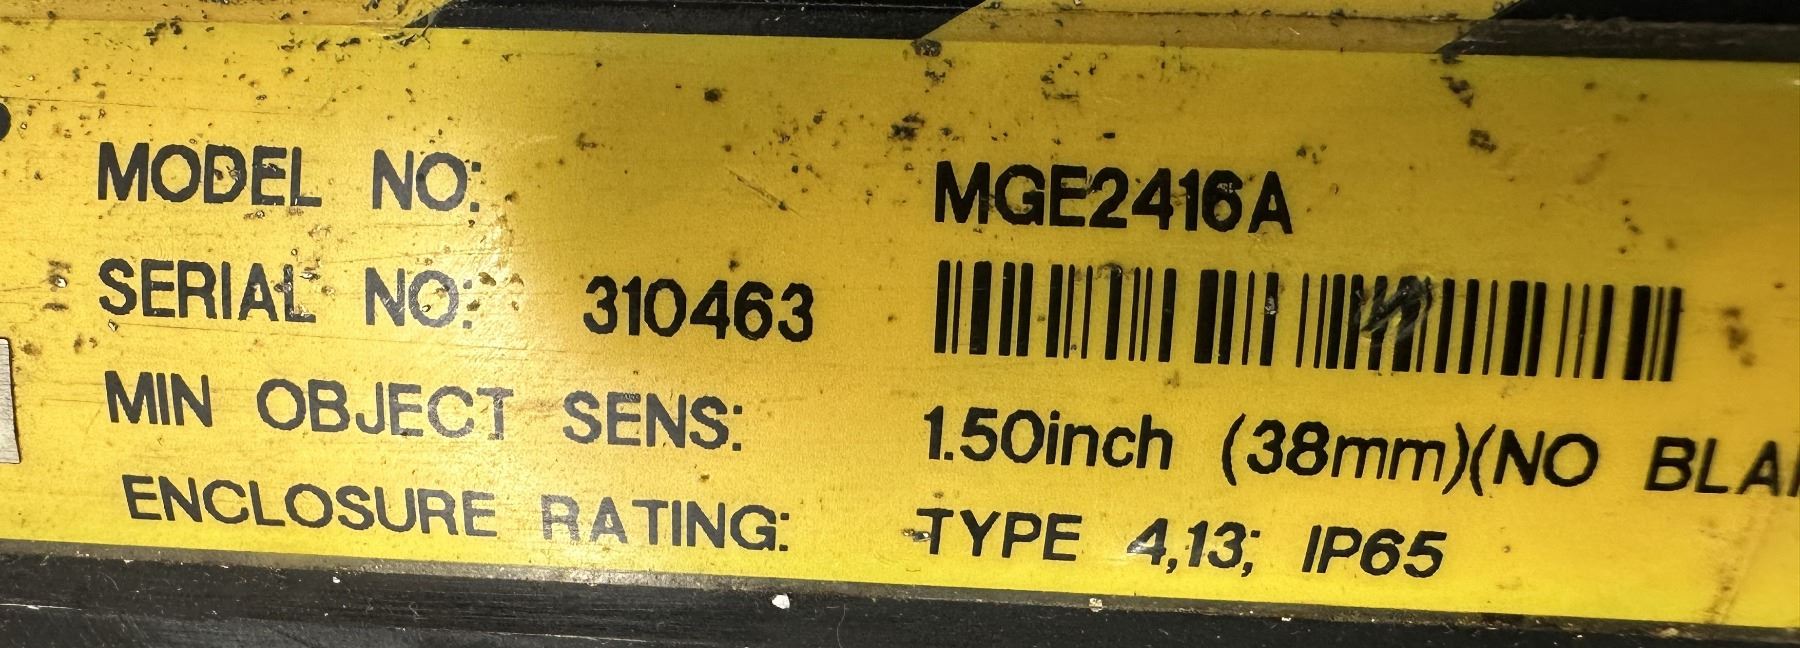 MODEL NO: MGE2416A
SERIAL NO: 310463
MIN OBJECT SENS: 1.50inch (38mm)(NO
ENCLOSURE RATING: TYPE 4,13; IP65